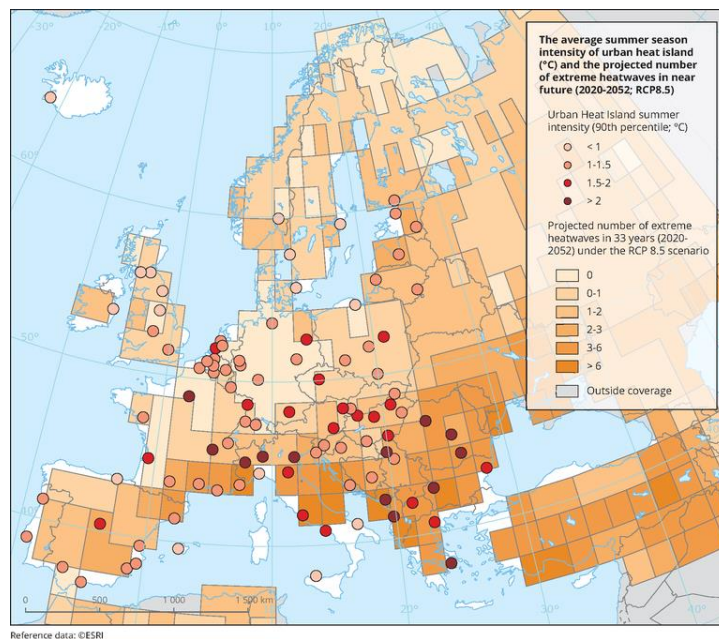 -30°
-20°
-10°
0°
10°
20°
30°
The average summer season
intensity of urban heat island
(°C) and the projected number
of extreme heatwaves in near
future (2020-2052; RCP8.5)
Urban Heat Island summer
intensity (90th percentile; °C)
< 1
1-1.5
1.5-2
> 2
Projected number of extreme
heatwaves in 33 years (2020-
2052) under the RCP 8.5 scenario
0
0-1
1-2
2-3
3-6
> 6
Outside coverage
60°
50°
10°
0
500
1 000
1 500 km
20°
30°
40°
Reference data: ©ESRI